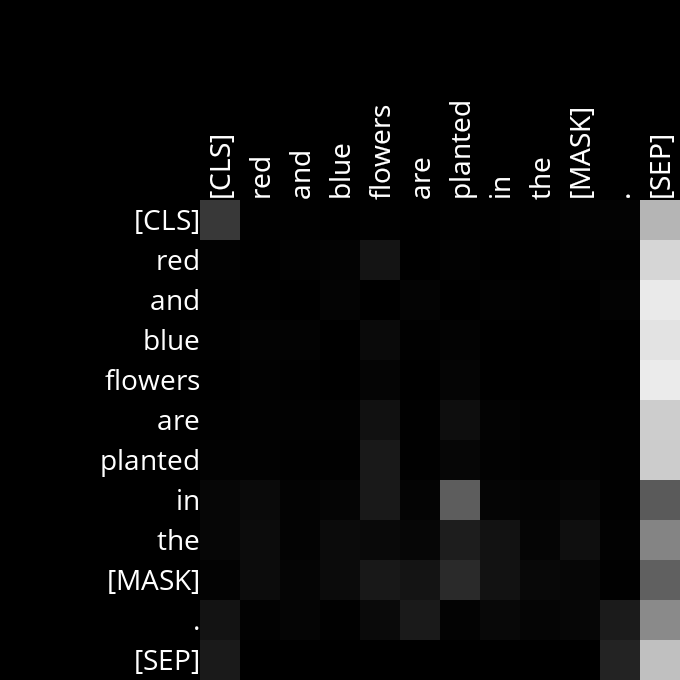 [CLS] red and blue flowers are planted in the [MASK] . [SEP]
[CLS]
red
and
blue
flowers
are
planted
in
the
[MASK]
.
[SEP]